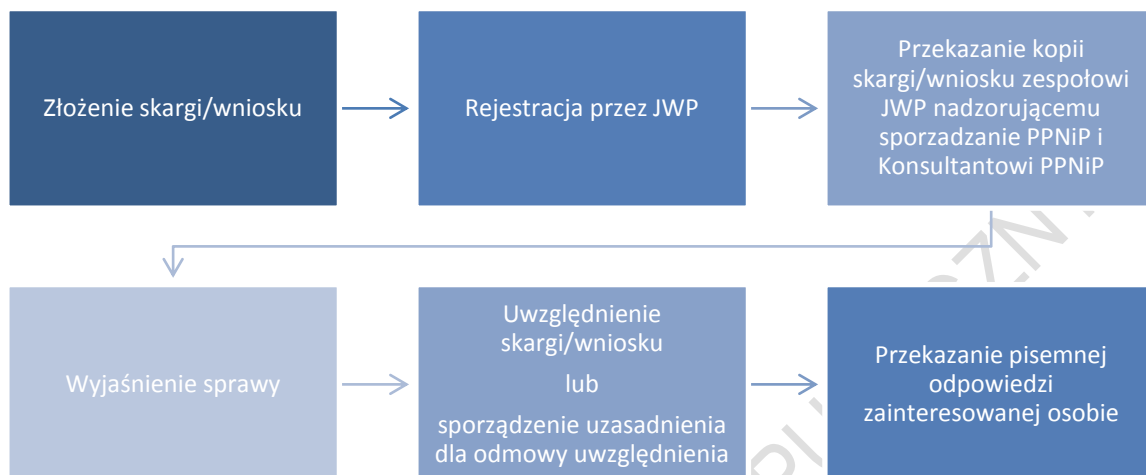 Złożenie skargi/wniosku
Rejestracja przez JWP
Przekazanie kopii
skargi/wniosku zespołowi
JWP nadzorującemu
sporzadzanie PPNiP i
Konsultantowi PPNiP
Wyjaśnienie sprawy
Uwzględnienie
skargi/wniosku
lub
sporządzenie uzasadnienia
dla odmowy uwzględnienia
Przekazanie pisemnej
odpowiedzi
zainteresowanej osobie